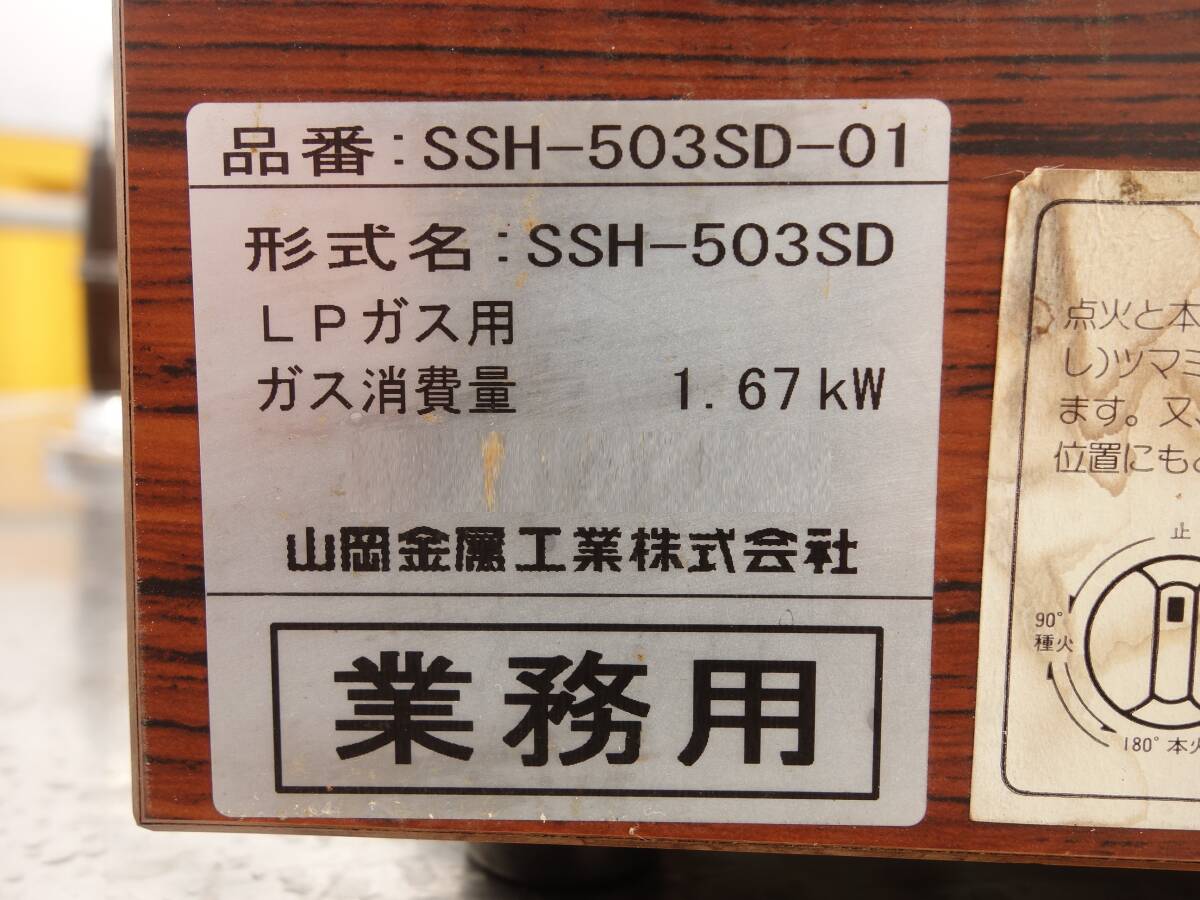 品番:SSH-503SD-01
形式名:SSH-503SD
LPガス用
ガス消費量 1.67kW
山岡金属工業株式会社
業務用
点火と本
し)ツマミ
ます。又、
位置にも
止
90°
種火
180°本火